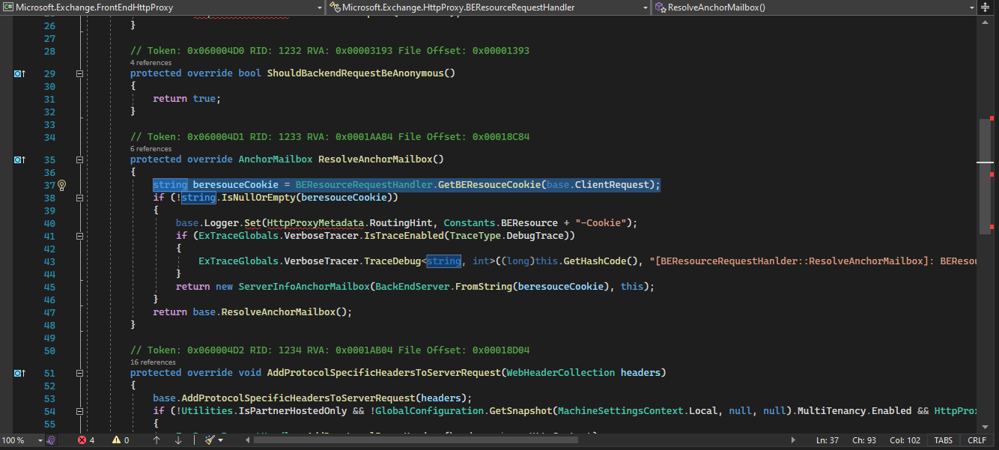 Microsoft.Exchange.FrontEndHttpProxy Microsoft.Exchange.HttpProxy.BEResourceRequestHandler ResolveAnchorMailbox()
26 }
27
28 // Token: 0x060004D0 RID: 1232 RVA: 0x00003193 File Offset: 0x00001393
4 references
29 protected override bool ShouldBackendRequestBeAnonymous()
30 {
31 return true;
32 }
33
34 // Token: 0x060004D1 RID: 1233 RVA: 0x0001AA84 File Offset: 0x00018C84
6 references
35 protected override AnchorMailbox ResolveAnchorMailbox()
36 {
37 string beresouceCookie = BEResourceRequestHandler.GetBEResouceCookie(base.ClientRequest);
38 if (!string.IsNullOrEmpty(beresouceCookie))
39 {
40 base.Logger.Set(HttpProxyMetadata.RoutingHint, Constants.BEResource + "-Cookie");
41 if (ExTraceGlobals.VerboseTracer.IsTraceEnabled(TraceType.DebugTrace))
42 {
43 ExTraceGlobals.VerboseTracer.TraceDebug<string, int>((long)this.GetHashCode(), "[BEResourceRequestHanlder::ResolveAnchorMailbox]: BEResou
44 }
45 return new ServerInfoAnchorMailbox(BackEndServer.FromString(beresouceCookie), this);
46 }
47 return base.ResolveAnchorMailbox();
48 }
49
50 // Token: 0x060004D2 RID: 1234 RVA: 0x0001AB04 File Offset: 0x00018D04
16 references
51 protected override void AddProtocolSpecificHeadersToServerRequest(WebHeaderCollection headers)
52 {
53 base.AddProtocolSpecificHeadersToServerRequest(headers);
54 if (!Utilities.IsPartnerHostedOnly && !GlobalConfiguration.GetSnapshot(MachineSettingsContext.Local, null, null).MultiTenancy.Enabled && HttpProx
55 {
100 % 4 0 Ln: 37 Ch: 93 Col: 102 TABS CRLF